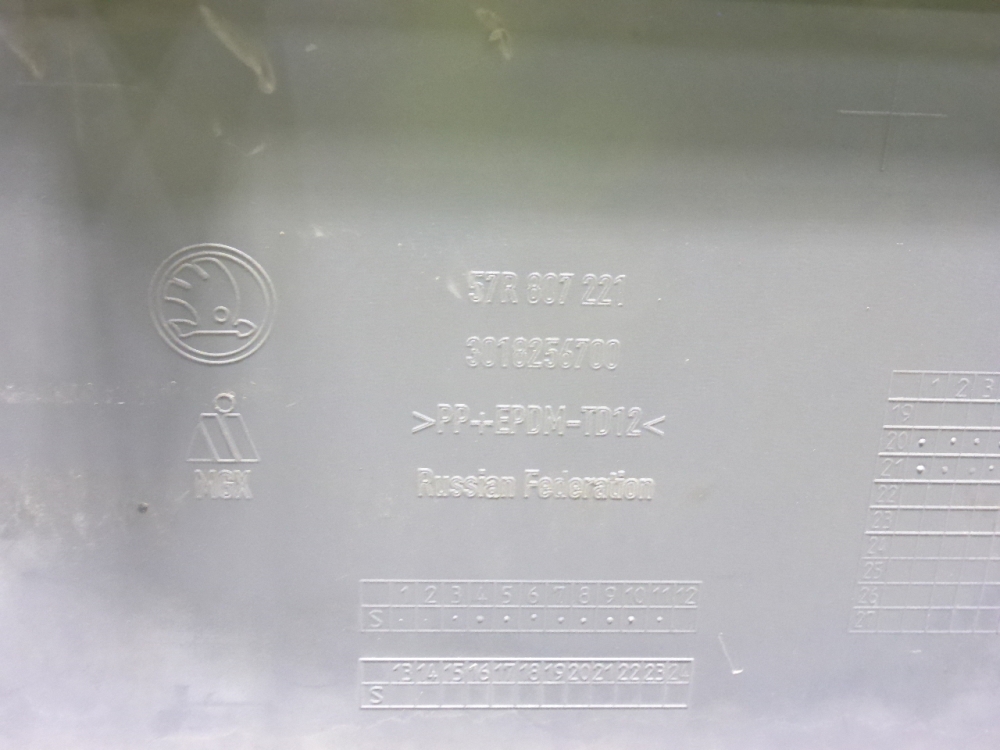 57R 807 221
3018256700
>PP+EPDM-TD12<
Russian Federation
MGK
1 2 3
19
20
21
22
23
24
25
26
27
1 2 3 4 5 6 7 8 9 10 11 12
S
13 14 15 16 17 18 19 20 21 22 23 24
S